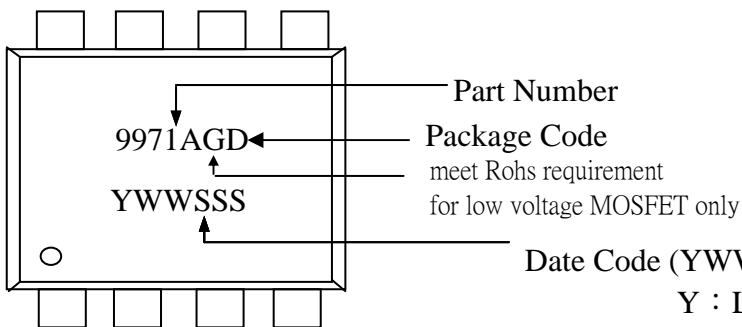 Part Number
9971AGD
Package Code
meet Rohs requirement
YWWSSS
for low voltage MOSFET only
Date Code (YWW
Y：L